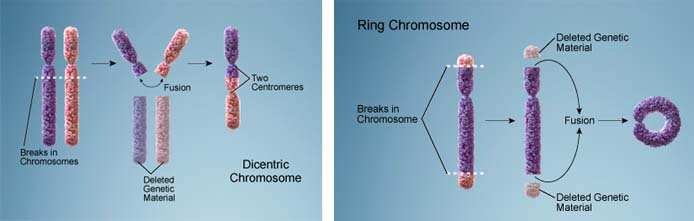 Breaks in
Chromosomes
Fusion
Deleted
Genetic
Material
Two
Centromeres
Dicentric
Chromosome
Ring Chromosome
Breaks in
Chromosome
Deleted Genetic
Material
Fusion
Deleted Genetic
Material